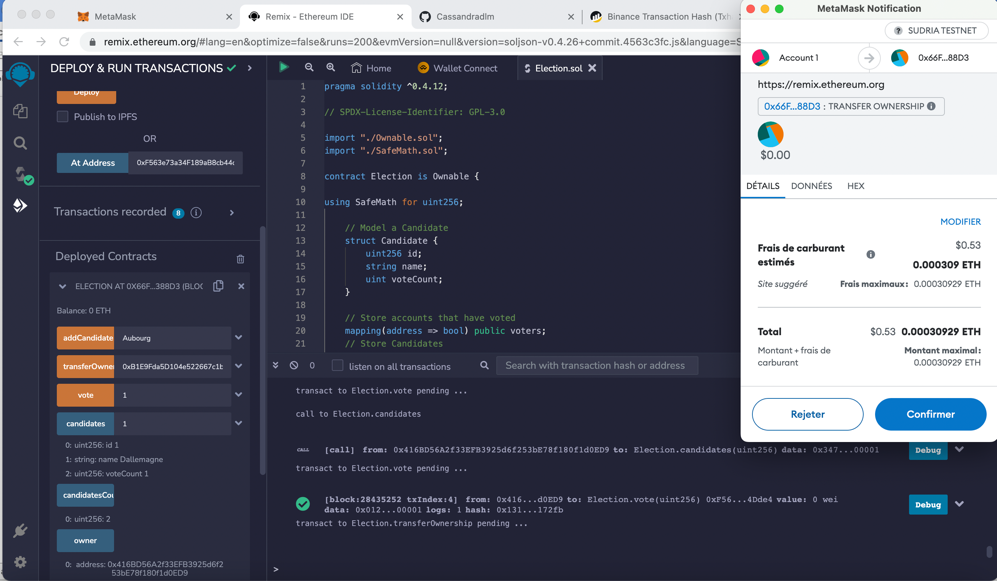 MetaMask
Remix - Ethereum IDE
Cassandradlm
Binance Transaction Hash (Txh
remix.ethereum.org/#lang=en&optimize=false&runs=200&evmVersion=null&version=soljson-v0.4.26+commit.4563c3fc.js&language=S
DEPLOY & RUN TRANSACTIONS
Deploy
Publish to IPFS
OR
At Address
0xF563e73a34F189aB8cb44c
Transactions recorded 8
Deployed Contracts
ELECTION AT 0X66F...388D3 (BLOC
Balance: 0 ETH
addCandidate
Aubourg
transferOwner
0xB1E9Fda5D104e522667c1b
vote
1
candidates
1
0: uint256: id 1
1: string: name Dallemagne
2: uint256: voteCount 1
candidatesCou
0: uint256: 2
owner
0: address: 0x416BD56A2f33EFB3925d6f2
53bE78f180f1d0ED9
Home
Wallet Connect
Election.sol
1 pragma solidity ^0.4.12;
2
3 // SPDX-License-Identifier: GPL-3.0
4
5 import "./Ownable.sol";
6 import "./SafeMath.sol";
7
8 contract Election is Ownable {
9
10 using SafeMath for uint256;
11
12 // Model a Candidate
13 struct Candidate {
14 uint256 id;
15 string name;
16 uint voteCount;
17 }
18
19 // Store accounts that have voted
20 mapping(address => bool) public voters;
21 // Store Candidates
0
listen on all transactions
Search with transaction hash or address
transact to Election.vote pending ...
call to Election.candidates
CALL [call] from: 0x416BD56A2f33EFB3925d6f253bE78f180f1d0ED9 to: Election.candidates(uint256) data: 0x347...00001
Debug
transact to Election.vote pending ...
[block:28435252 txIndex:4] from: 0x416...d0ED9 to: Election.vote(uint256) 0xF56...4Dde4 value: 0 wei
data: 0x012...00001 logs: 1 hash: 0x131...172fb
Debug
transact to Election.transferOwnership pending ...
>
MetaMask Notification
SUDRIA TESTNET
Account 1
0x66F...88D3
https://remix.ethereum.org
0x66F...88D3 : TRANSFER OWNERSHIP
$0.00
DÉTAILS
DONNÉES
HEX
MODIFIER
Frais de carburant
estimés
$0.53
0.000309 ETH
Site suggéré
Frais maximaux : 0.00030929 ETH
Total
$0.53 0.00030929 ETH
Montant + frais de
carburant
Montant maximal :
0.00030929 ETH
Rejeter
Confirmer